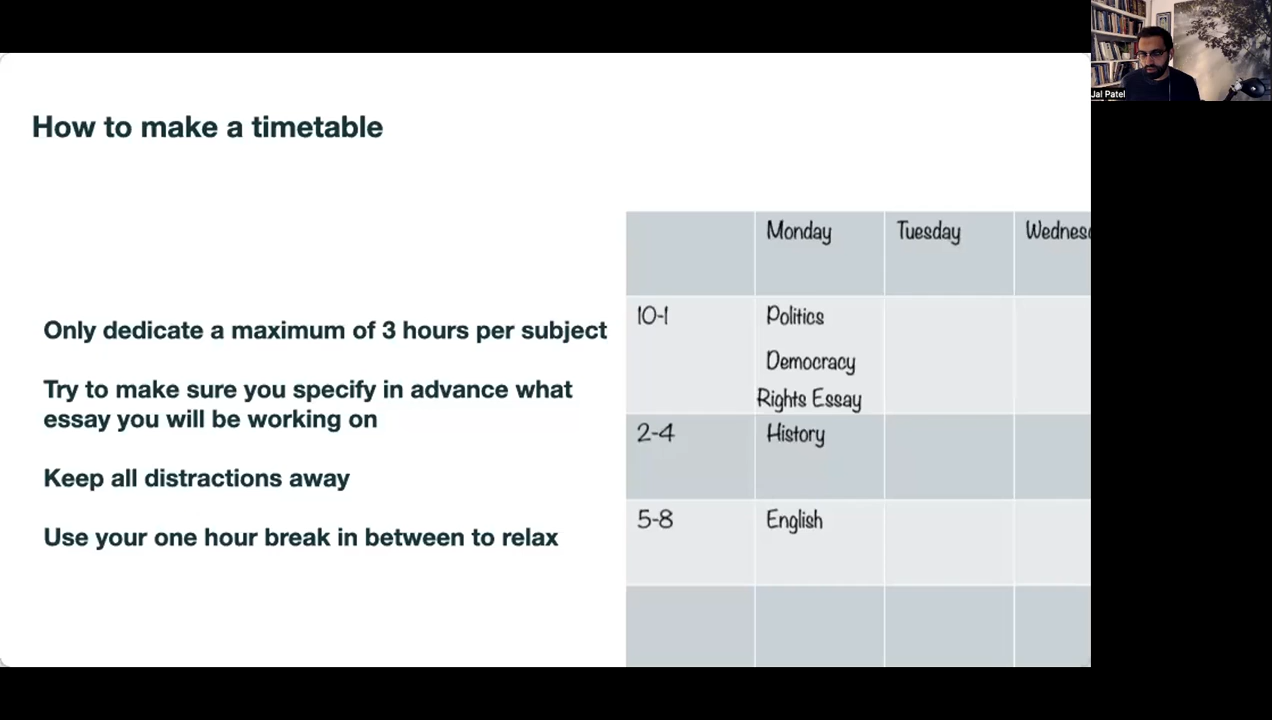 Jal Patel
How to make a timetable
Only dedicate a maximum of 3 hours per subject
Try to make sure you specify in advance what
essay you will be working on
Keep all distractions away
Use your one hour break in between to relax
Monday Tuesday Wednes
10-1 Politics
Democracy
Rights Essay
2-4 History
5-8 English